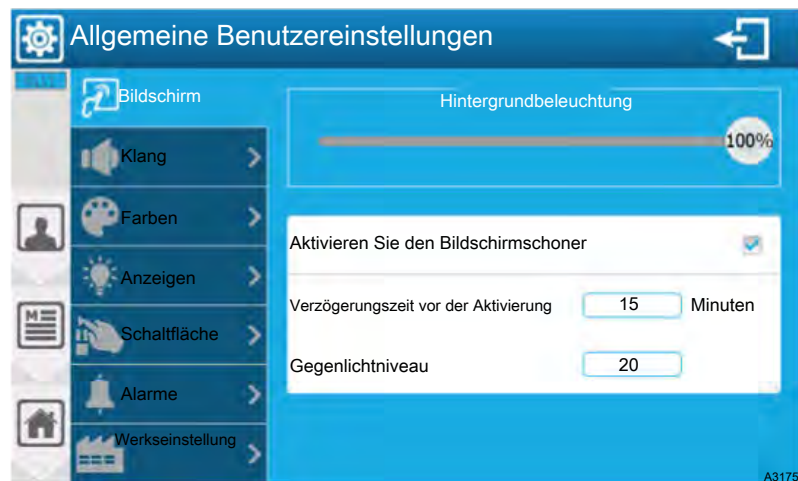 Allgemeine Benutzereinstellungen
Bildschirm
Klang
Farben
Anzeigen
Schaltfläche
Alarme
Werkseinstellung
Hintergrundbeleuchtung
100%
Aktivieren Sie den Bildschirmschoner
Verzögerungszeit vor der Aktivierung 15 Minuten
Gegenlichtniveau 20
M
A3175